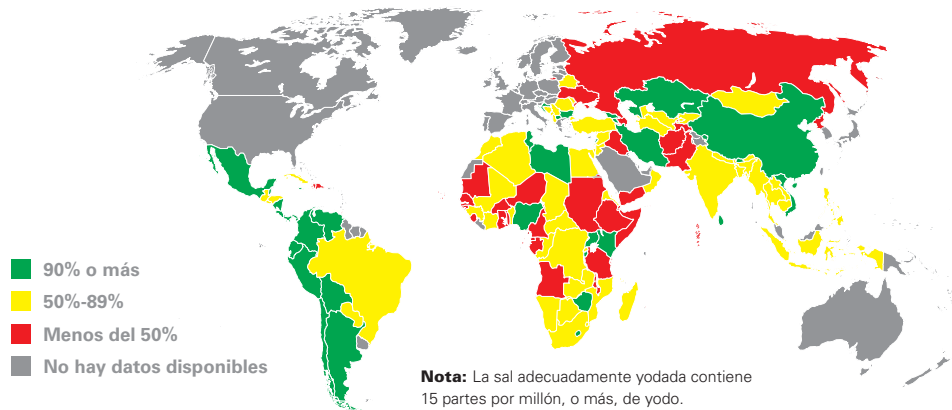 90% o más
50%-89%
Menos del 50%
No hay datos disponibles
Nota: La sal adecuadamente yodada contiene
15 partes por millón, o más, de yodo.